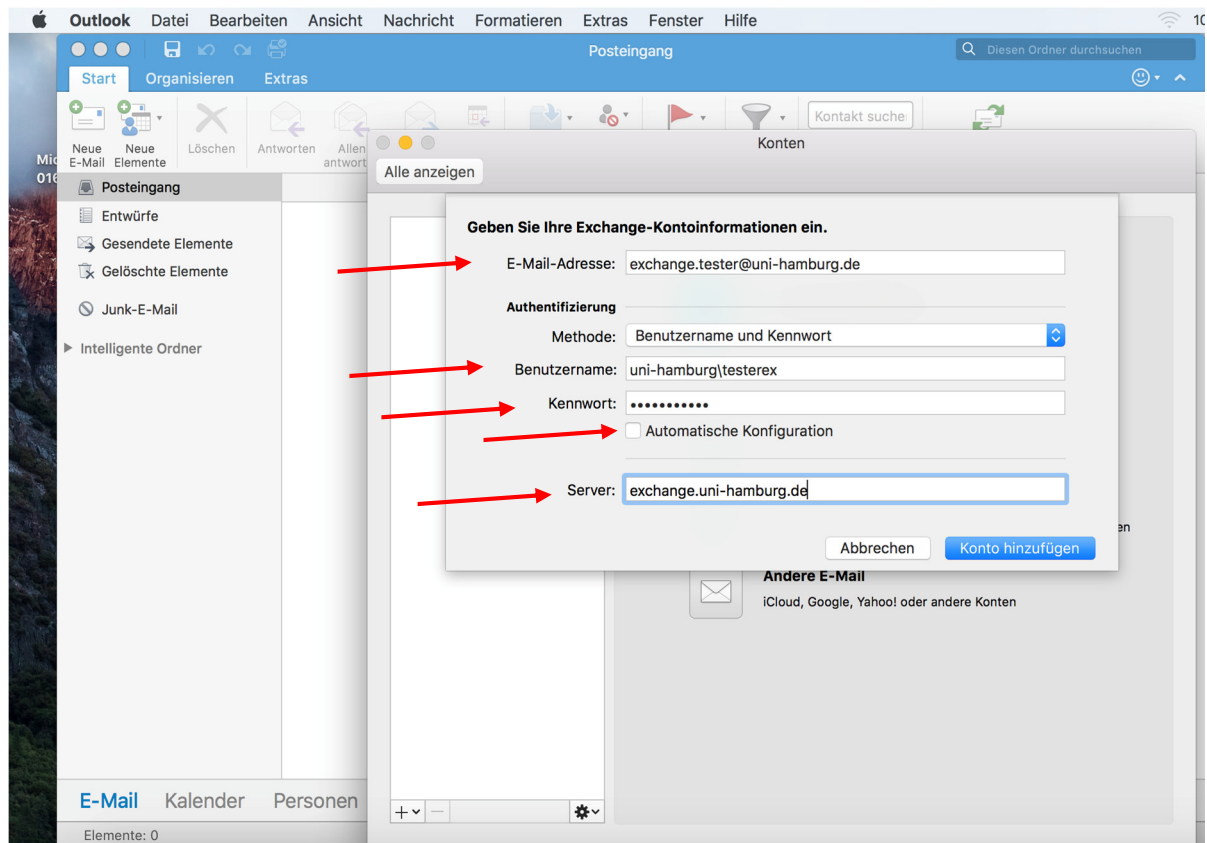 Outlook Datei Bearbeiten Ansicht Nachricht Formatieren Extras Fenster Hilfe
Posteingang
Diesen Ordner durchsuchen
Start Organisieren Extras
Neue E-Mail
Neue Elemente
Löschen
Antworten
Allen
antwort
Kontakt suche
016
Konten
Alle anzeigen
Posteingang
Entwürfe
Gesendete Elemente
Gelöschte Elemente
Junk-E-Mail
Intelligente Ordner
Geben Sie Ihre Exchange-Kontoinformationen ein.
E-Mail-Adresse: exchange.tester@uni-hamburg.de
Authentifizierung
Methode: Benutzername und Kennwort
Benutzername: uni-hamburg\testerex
Kennwort: •••••••••••
Automatische Konfiguration
Server: exchange.uni-hamburg.de
en
Abbrechen Konto hinzufügen
Andere E-Mail
iCloud, Google, Yahoo! oder andere Konten
E-Mail Kalender Personen
Elemente: 0